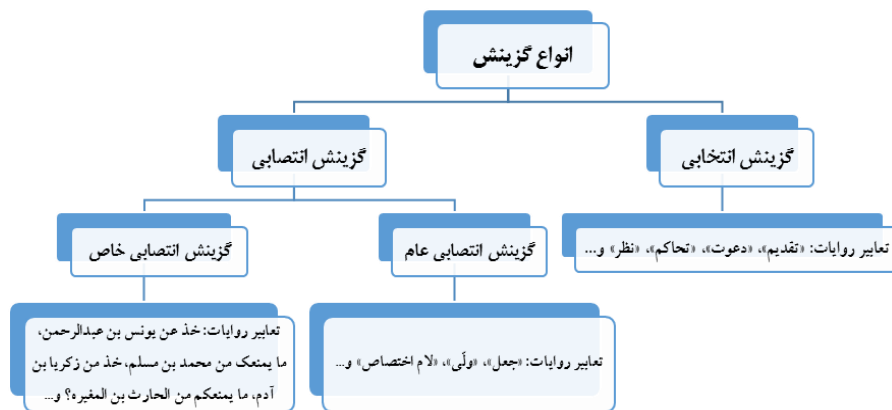 انواع گزینش
گزینش انتخابی
گزینش انتصابی
تعابیر روایات: «تقدیم»، «دعوت»، «تحاکم»، «نظر» و...
گزینش انتصابی عام
گزینش انتصابی خاص
تعابیر روایات: «جعل»، «ولّی»، «لام اختصاص» و...
تعابیر روایات: خذ عن یونس بن عبدالرحمن،
ما یمنعک من محمد بن مسلم، خذ من زکریا بن
آدم، ما یمنعکم من الحارث بن المغیره؟ و...